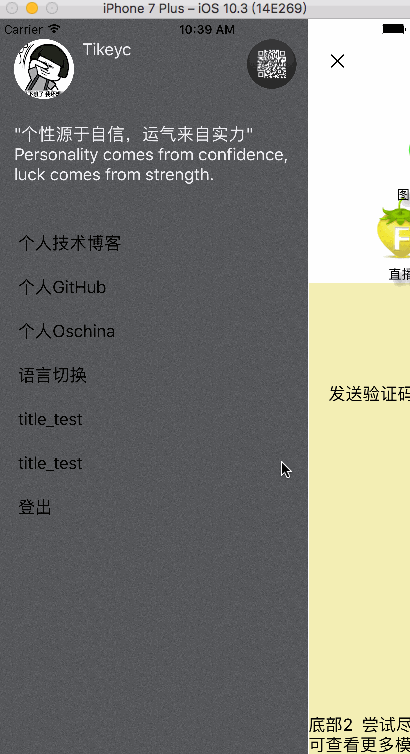 iPhone 7 Plus – iOS 10.3 (14E269)
Carrier 10:39 AM
Tikeyc
"个性源于自信，运气来自实力"
Personality comes from confidence,
luck comes from strength.
个人技术博客
个人GitHub
个人Oschina
语言切换
title_test
title_test
登出
图
F
直播
发送验证码
底部2 尝试尽
可查看更多模